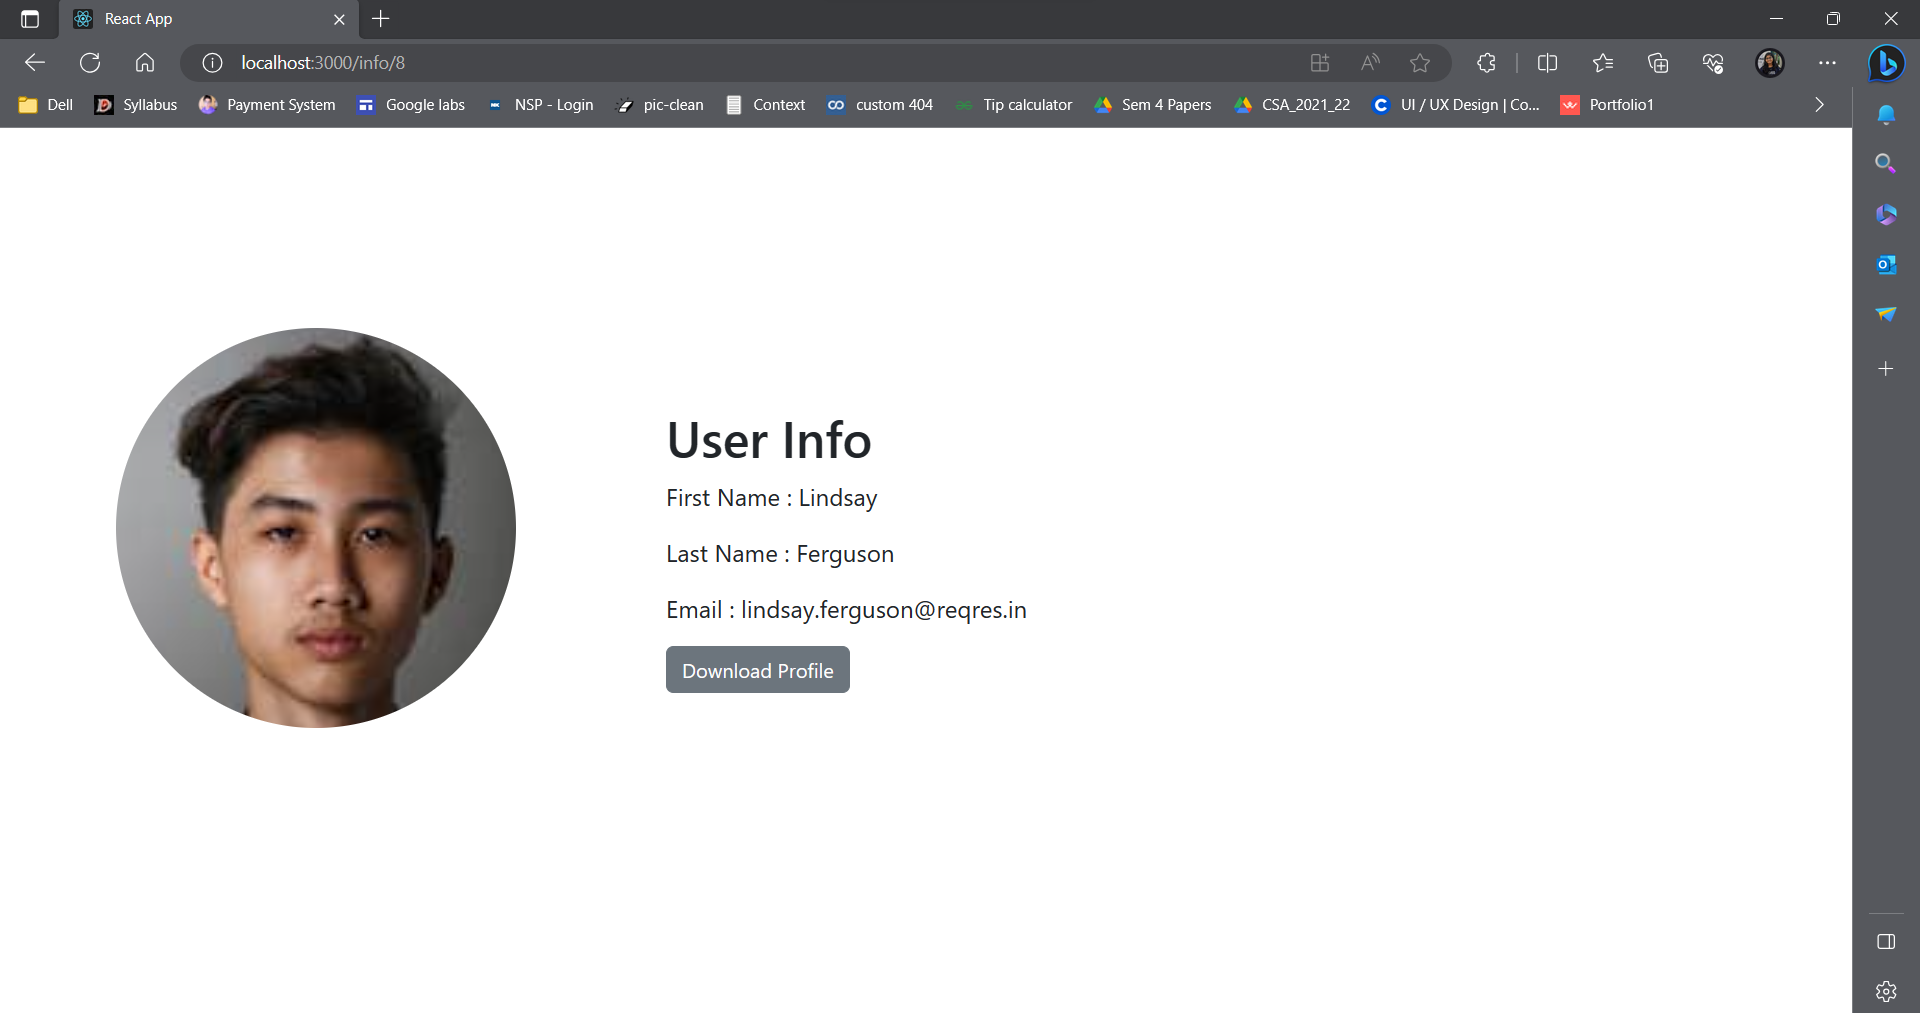 React App
localhost:3000/info/8
Dell Syllabus Payment System Google labs NSP - Login pic-clean Context custom 404 Tip calculator Sem 4 Papers CSA_2021_22 UI / UX Design | Co... Portfolio1
User Info
First Name : Lindsay
Last Name : Ferguson
Email : lindsay.ferguson@reqres.in
Download Profile